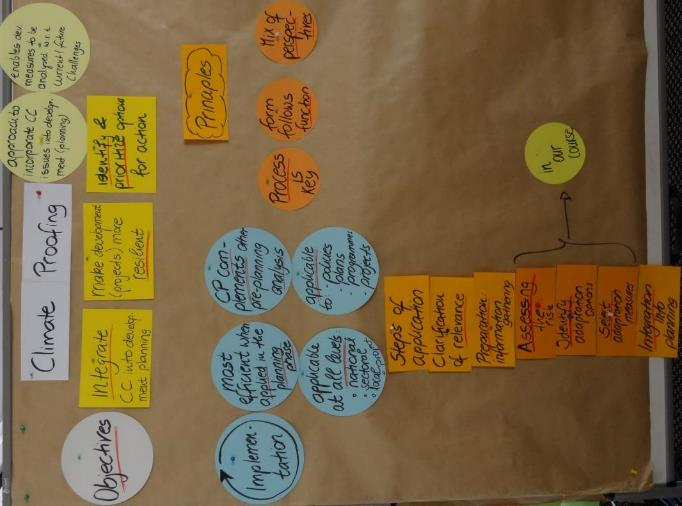 Climate Proofing
approach to
incorporate CC
issues into develop-
ment (planning)
enables dev.
measures to be
analysed w.r.t.
current/future
challenges
Objectives
Integrate
CC into develop-
ment planning
make development
(projects) more
resilient
identify &
prioritize options
for action
Principles
Process
is
key
form
follows
function
Mix of
perspec-
tives
Implemen-
tation
most
efficient when
applied in the
planning
phase
CP com-
plements other
pre-planning
analysis
applicable
at all levels:
• national
• sectoral
applicable
to • policies
• plans
• programmes
• projects
Steps of
application
Clarification
of relevance
Preparation:
information
gathering
Assessing
the
risk
Identify
adaptation
options
Select
adaptation
measures
Integration
into
planning
in our
course